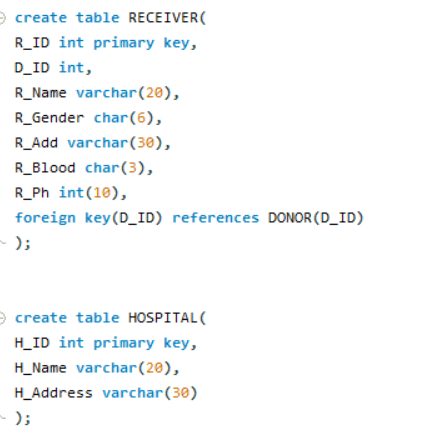 create table RECEIVER(
R_ID int primary key,
D_ID int,
R_Name varchar(20),
R_Gender char(6),
R_Add varchar(30),
R_Blood char(3),
R_Ph int(10),
foreign key(D_ID) references DONOR(D_ID)
);
create table HOSPITAL(
H_ID int primary key,
H_Name varchar(20),
H_Address varchar(30)
);